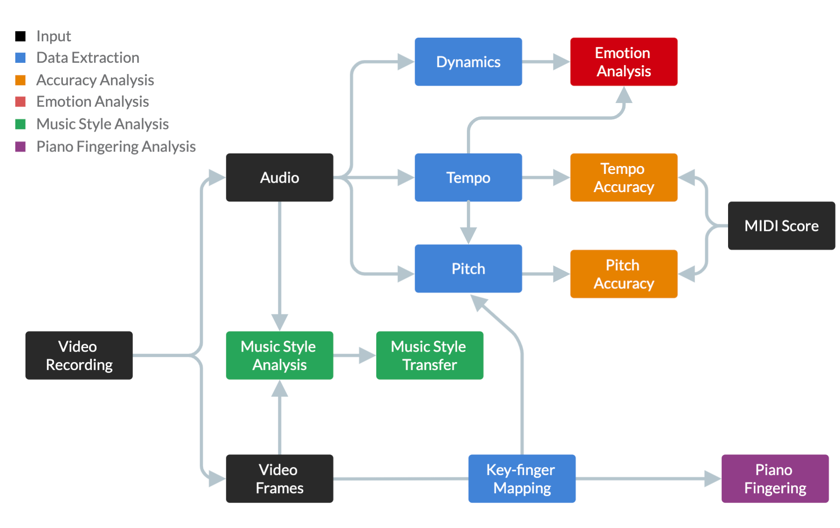 Input
Data Extraction
Accuracy Analysis
Emotion Analysis
Music Style Analysis
Piano Fingering Analysis
Dynamics
Emotion
Analysis
Audio
Tempo
Tempo
Accuracy
MIDI Score
Pitch
Pitch
Accuracy
Video
Recording
Music Style
Analysis
Music Style
Transfer
Video
Frames
Key-finger
Mapping
Piano
Fingering